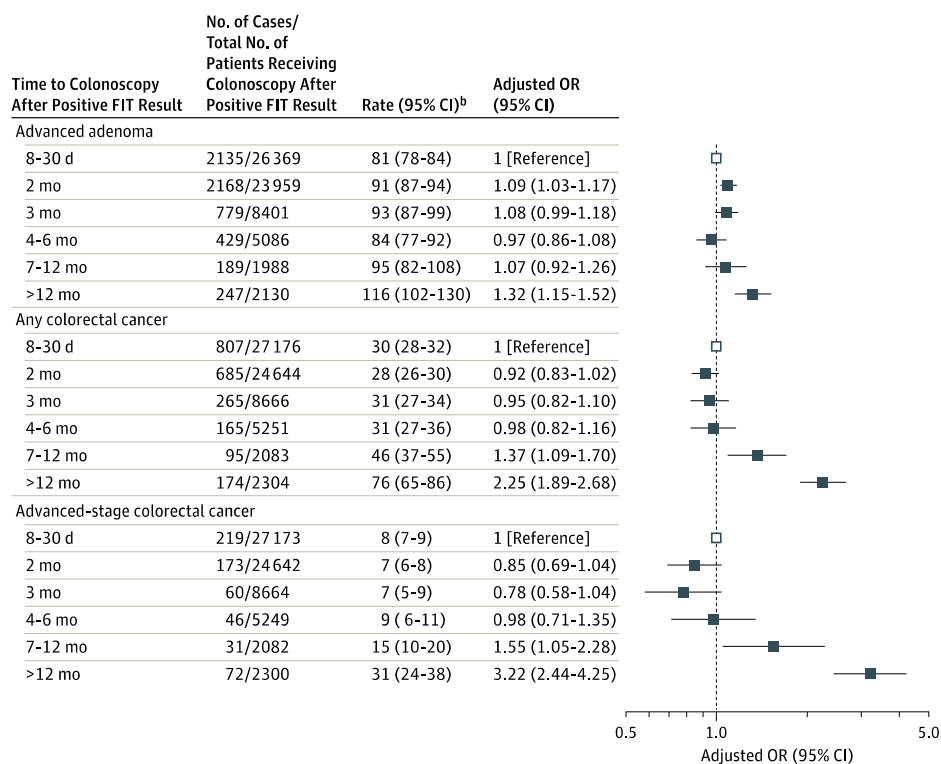 No. of Cases/
Total No. of
Patients Receiving
Time to Colonoscopy Colonoscopy After Adjusted OR
After Positive FIT Result Positive FIT Result Rate (95% CI)b (95% CI)
Advanced adenoma
8-30 d 2135/26 369 81 (78-84) 1 [Reference]
2 mo 2168/23 959 91 (87-94) 1.09 (1.03-1.17)
3 mo 779/8401 93 (87-99) 1.08 (0.99-1.18)
4-6 mo 429/5086 84 (77-92) 0.97 (0.86-1.08)
7-12 mo 189/1988 95 (82-108) 1.07 (0.92-1.26)
>12 mo 247/2130 116 (102-130) 1.32 (1.15-1.52)
Any colorectal cancer
8-30 d 807/27 176 30 (28-32) 1 [Reference]
2 mo 685/24 644 28 (26-30) 0.92 (0.83-1.02)
3 mo 265/8666 31 (27-34) 0.95 (0.82-1.10)
4-6 mo 165/5251 31 (27-36) 0.98 (0.82-1.16)
7-12 mo 95/2083 46 (37-55) 1.37 (1.09-1.70)
>12 mo 174/2304 76 (65-86) 2.25 (1.89-2.68)
Advanced-stage colorectal cancer
8-30 d 219/27 173 8 (7-9) 1 [Reference]
2 mo 173/24 642 7 (6-8) 0.85 (0.69-1.04)
3 mo 60/8664 7 (5-9) 0.78 (0.58-1.04)
4-6 mo 46/5249 9 ( 6-11) 0.98 (0.71-1.35)
7-12 mo 31/2082 15 (10-20) 1.55 (1.05-2.28)
>12 mo 72/2300 31 (24-38) 3.22 (2.44-4.25)
0.5 1.0 5.0
Adjusted OR (95% CI)